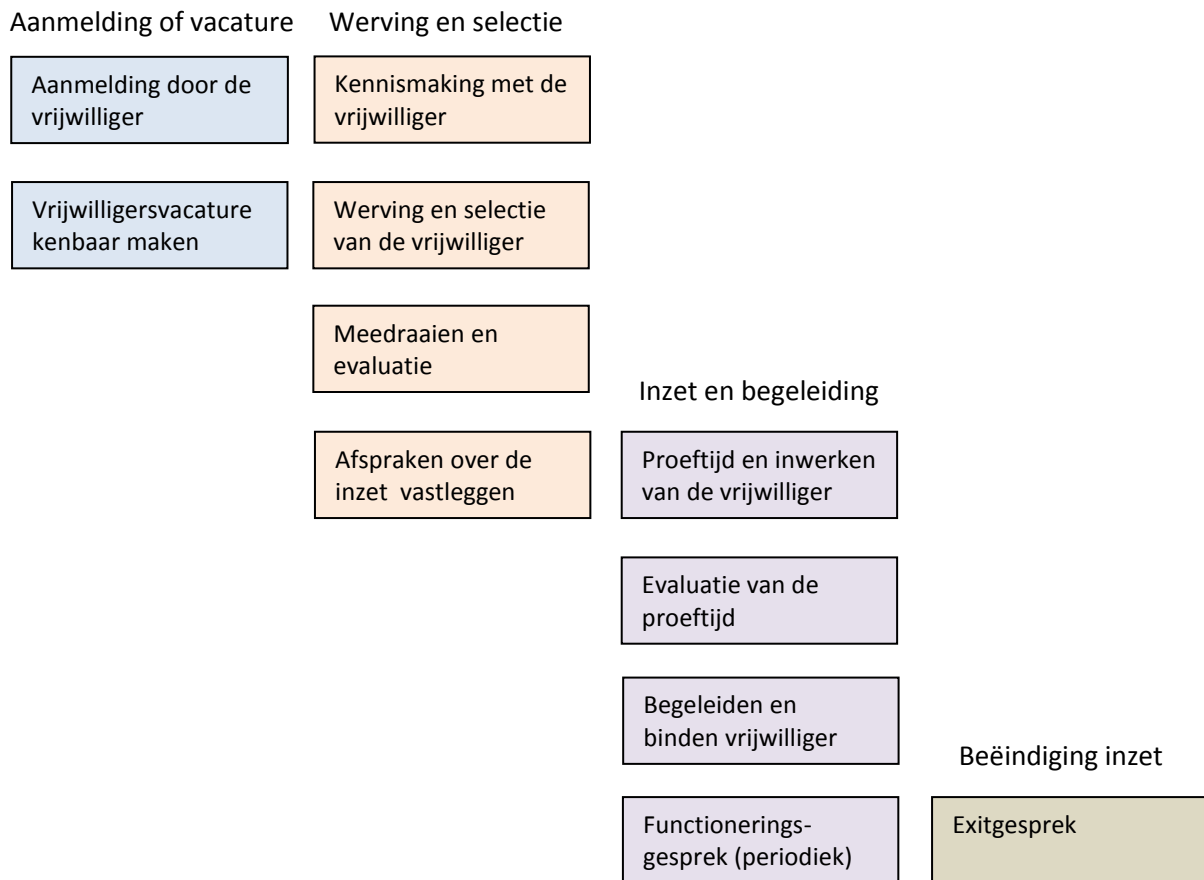 Aanmelding of vacature
Aanmelding door de
vrijwilliger
Vrijwilligersvacature
kenbaar maken
Werving en selectie
Kennismaking met de
vrijwilliger
Werving en selectie
van de vrijwilliger
Meedraaien en
evaluatie
Afspraken over de
inzet  vastleggen
Inzet en begeleiding
Proeftijd en inwerken
van de vrijwilliger
Evaluatie van de
proeftijd
Begeleiden en
binden vrijwilliger
Functionerings-
gesprek (periodiek)
Beëindiging inzet
Exitgesprek